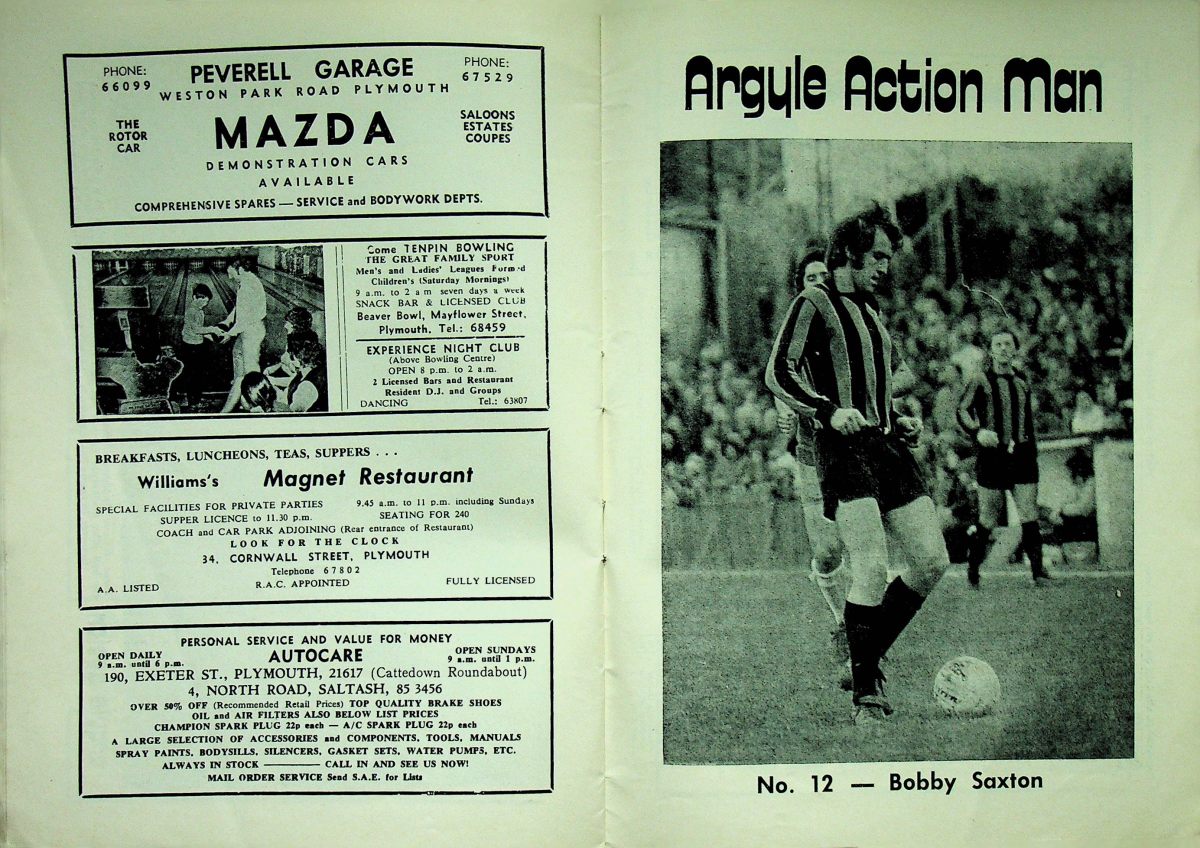 PHONE:
66099
PEVERELL GARAGE
PHONE:
67529
WESTON PARK ROAD PLYMOUTH
THE
ROTOR
CAR
MAZDA
SALOONS
ESTATES
COUPES
DEMONSTRATION CARS
AVAILABLE
COMPREHENSIVE SPARES — SERVICE and BODYWORK DEPTS.
Come TENPIN BOWLING
THE GREAT FAMILY SPORT
Men's and Ladies' Leagues Formed
Children's (Saturday Mornings)
9 a.m. to 2 a m seven days a week
SNACK BAR & LICENSED CLUB
Beaver Bowl, Mayflower Street,
Plymouth. Tel.: 68459
EXPERIENCE NIGHT CLUB
(Above Bowling Centre)
OPEN 8 p.m. to 2 a.m.
2 Licensed Bars and Restaurant
Resident D.J. and Groups
DANCING Tel.: 63807
BREAKFASTS, LUNCHEONS, TEAS, SUPPERS . . .
Williams's Magnet Restaurant
SPECIAL FACILITIES FOR PRIVATE PARTIES 9.45 a.m. to 11 p.m. including Sundays
SUPPER LICENCE to 11.30 p.m. SEATING FOR 240
COACH and CAR PARK ADJOINING (Rear entrance of Restaurant)
LOOK FOR THE CLOCK
34, CORNWALL STREET, PLYMOUTH
Telephone 67802
A.A. LISTED R.A.C. APPOINTED FULLY LICENSED
PERSONAL SERVICE AND VALUE FOR MONEY
OPEN DAILY
9 a.m. until 6 p.m.
AUTOCARE
OPEN SUNDAYS
9 a.m. until 1 p.m.
190, EXETER ST., PLYMOUTH, 21617 (Cattedown Roundabout)
4, NORTH ROAD, SALTASH, 85 3456
OVER 50% OFF (Recommended Retail Prices) TOP QUALITY BRAKE SHOES
OIL and AIR FILTERS ALSO BELOW LIST PRICES
CHAMPION SPARK PLUG 22p each — A/C SPARK PLUG 22p each
A LARGE SELECTION OF ACCESSORIES and COMPONENTS, TOOLS, MANUALS
SPRAY PAINTS, BODYSILLS, SILENCERS, GASKET SETS, WATER PUMPS, ETC.
ALWAYS IN STOCK ———— CALL IN AND SEE US NOW!
MAIL ORDER SERVICE Send S.A.E. for Lists
Argyle Action Man
No. 12 — Bobby Saxton